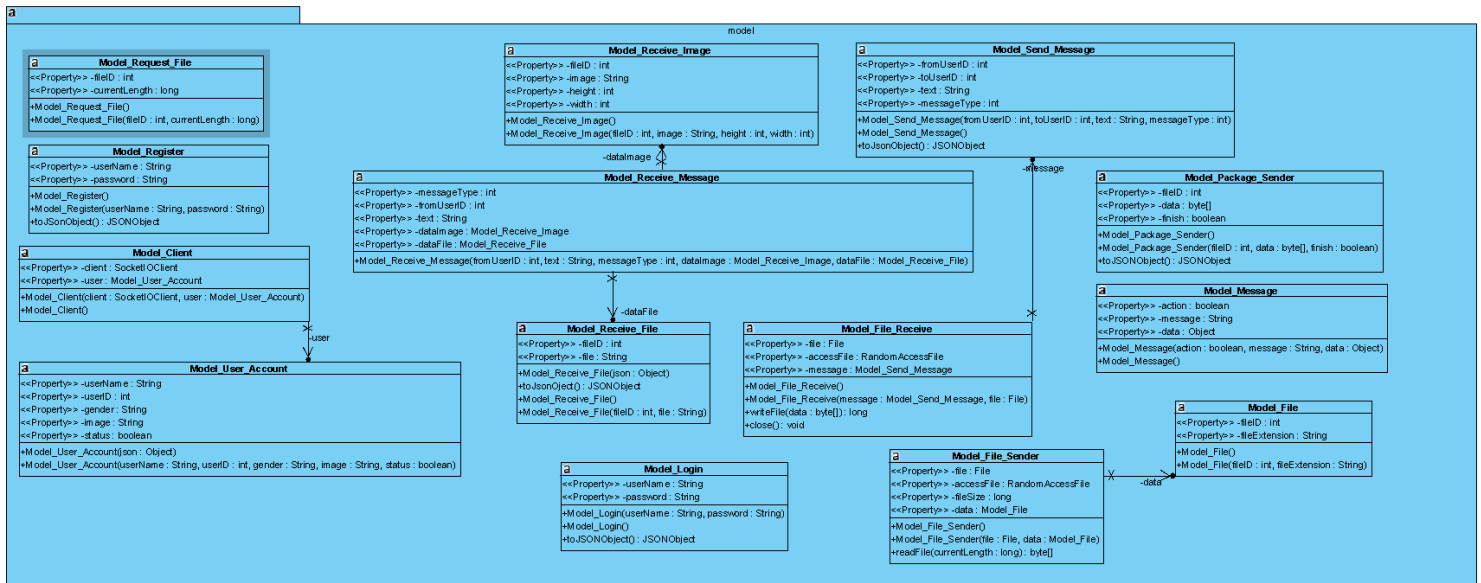 a
model
a
Model_Request_File
<<Property>> -fileID : int
<<Property>> -currentLength : long
+Model_Request_File()
+Model_Request_File(fileID : int, currentLength : long)
a
Model_Register
<<Property>> -userName : String
<<Property>> -password : String
+Model_Register()
+Model_Register(userName : String, password : String)
+toJSonObject() : JSONObject
a
Model_Client
<<Property>> -client : SocketIOClient
<<Property>> -user : Model_User_Account
+Model_Client(client : SocketIOClient, user : Model_User_Account)
+Model_Client()
-user
a
Model_User_Account
<<Property>> -userName : String
<<Property>> -userID : int
<<Property>> -gender : String
<<Property>> -image : String
<<Property>> -status : boolean
+Model_User_Account(json : Object)
+Model_User_Account(userName : String, userID : int, gender : String, image : String, status : boolean)
a
Model_Receive_Image
<<Property>> -fileID : int
<<Property>> -image : String
<<Property>> -height : int
<<Property>> -width : int
+Model_Receive_Image()
+Model_Receive_Image(fileID : int, image : String, height : int, width : int)
-dataImage
a
Model_Receive_Message
<<Property>> -messageType : int
<<Property>> -fromUserID : int
<<Property>> -text : String
<<Property>> -dataImage : Model_Receive_Image
<<Property>> -dataFile : Model_Receive_File
+Model_Receive_Message(fromUserID : int, text : String, messageType : int, dataImage : Model_Receive_Image, dataFile : Model_Receive_File)
-dataFile
a
Model_Receive_File
<<Property>> -fileID : int
<<Property>> -file : String
+Model_Receive_File(json : Object)
+toJsonOject() : JSONObject
+Model_Receive_File()
+Model_Receive_File(fileID : int, file : String)
a
Model_Login
<<Property>> -userName : String
<<Property>> -password : String
+Model_Login(userName : String, password : String)
+Model_Login()
+toJSONObject() : JSONObject
a
Model_Send_Message
<<Property>> -fromUserID : int
<<Property>> -toUserID : int
<<Property>> -text : String
<<Property>> -messageType : int
+Model_Send_Message(fromUserID : int, toUserID : int, text : String, messageType : int)
+Model_Send_Message()
+toJsonObject() : JSONObject
-message
a
Model_File_Receive
<<Property>> -file : File
<<Property>> -accessFile : RandomAccessFile
<<Property>> -message : Model_Send_Message
+Model_File_Receive()
+Model_File_Receive(message : Model_Send_Message, file : File)
+writeFile(data : byte[]) : long
+close() : void
a
Model_Package_Sender
<<Property>> -fileID : int
<<Property>> -data : byte[]
<<Property>> -finish : boolean
+Model_Package_Sender()
+Model_Package_Sender(fileID : int, data : byte[], finish : boolean)
+toJSONObject() : JSONObject
a
Model_Message
<<Property>> -action : boolean
<<Property>> -message : String
<<Property>> -data : Object
+Model_Message(action : boolean, message : String, data : Object)
+Model_Message()
a
Model_File
<<Property>> -fileID : int
<<Property>> -fileExtension : String
+Model_File()
+Model_File(fileID : int, fileExtension : String)
a
Model_File_Sender
<<Property>> -file : File
<<Property>> -accessFile : RandomAccessFile
<<Property>> -fileSize : long
<<Property>> -data : Model_File
+Model_File_Sender()
+Model_File_Sender(file : File, data : Model_File)
+readFile(currentLength : long) : byte[]
-data